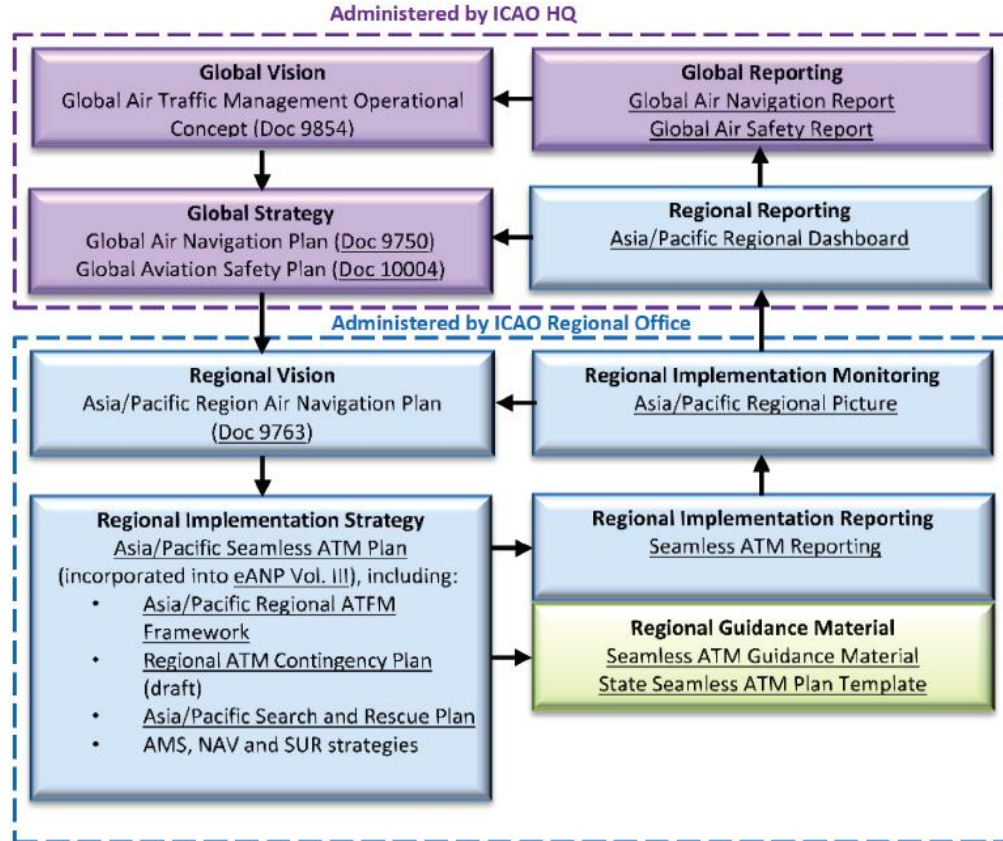 Administered by ICAO HQ
Global Vision
Global Air Traffic Management Operational
Concept (Doc 9854)
Global Reporting
Global Air Navigation Report
Global Air Safety Report
Global Strategy
Global Air Navigation Plan (Doc 9750)
Global Aviation Safety Plan (Doc 10004)
Regional Reporting
Asia/Pacific Regional Dashboard
Administered by ICAO Regional Office
Regional Vision
Asia/Pacific Region Air Navigation Plan
(Doc 9763)
Regional Implementation Monitoring
Asia/Pacific Regional Picture
Regional Implementation Strategy
Asia/Pacific Seamless ATM Plan
(incorporated into eANP Vol. III), including:
• Asia/Pacific Regional ATFM
Framework
• Regional ATM Contingency Plan
(draft)
• Asia/Pacific Search and Rescue Plan
• AMS, NAV and SUR strategies
Regional Implementation Reporting
Seamless ATM Reporting
Regional Guidance Material
Seamless ATM Guidance Material
State Seamless ATM Plan Template